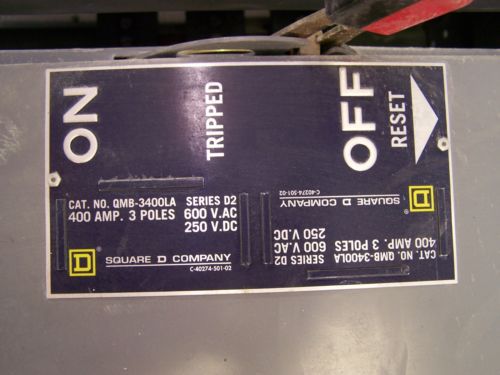 ON
TRIPPED
OFF
RESET
CAT. NO. QMB-3400LA SERIES D2
400 AMP. 3 POLES 600 V.AC
250 V.DC
D SQUARE D COMPANY
C-40274-501-02
CAT. NO. QMB-3400LA SERIES D2
400 AMP. 3 POLES 600 V.AC
250 V.DC
D SQUARE D COMPANY
C-40274-501-02